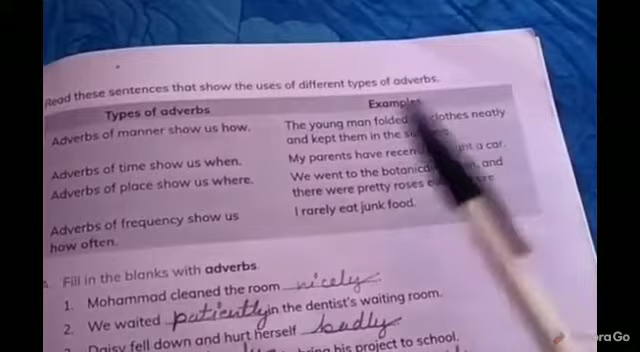 Read these sentences that show the uses of different types of adverbs.
Types of adverbs Examples
Adverbs of manner show us how. The young man folded clothes neatly
and kept them in the
Adverbs of time show us when. My parents have a car.
Adverbs of place show us where. We went to the and
there were pretty roses
Adverbs of frequency show us I rarely eat junk food.
how often.
Fill in the blanks with adverbs
1. Mohammad cleaned the room nicely.
2. We waited patiently in the dentist's waiting room.
Daisy fell down and hurt herself badly
his project to school.